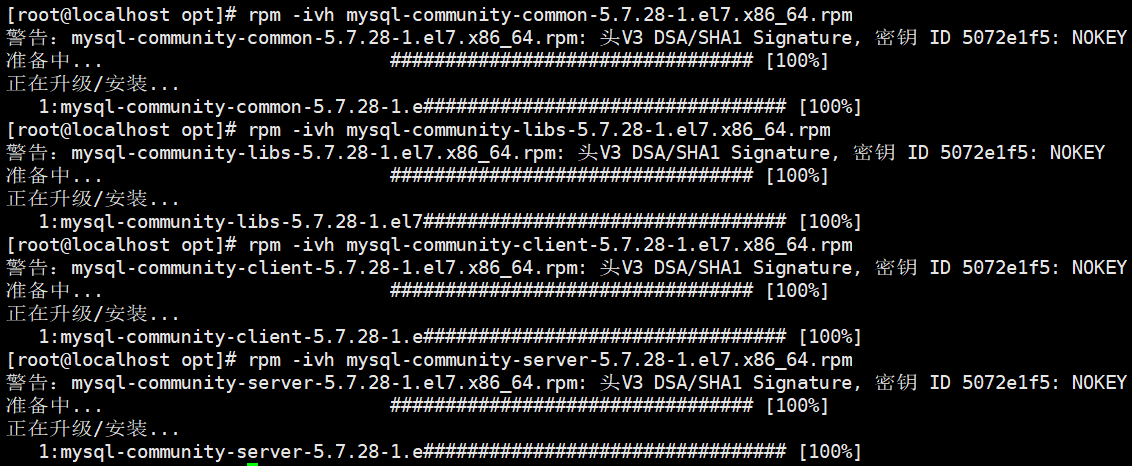 [root@localhost opt]# rpm -ivh mysql-community-common-5.7.28-1.el7.x86_64.rpm
警告：mysql-community-common-5.7.28-1.el7.x86_64.rpm: 头V3 DSA/SHA1 Signature, 密钥 ID 5072e1f5: NOKEY
准备中... ################################# [100%]
正在升级/安装...
1:mysql-community-common-5.7.28-1.e################################# [100%]
[root@localhost opt]# rpm -ivh mysql-community-libs-5.7.28-1.el7.x86_64.rpm
警告：mysql-community-libs-5.7.28-1.el7.x86_64.rpm: 头V3 DSA/SHA1 Signature, 密钥 ID 5072e1f5: NOKEY
准备中... ################################# [100%]
正在升级/安装...
1:mysql-community-libs-5.7.28-1.el7################################# [100%]
[root@localhost opt]# rpm -ivh mysql-community-client-5.7.28-1.el7.x86_64.rpm
警告：mysql-community-client-5.7.28-1.el7.x86_64.rpm: 头V3 DSA/SHA1 Signature, 密钥 ID 5072e1f5: NOKEY
准备中... ################################# [100%]
正在升级/安装...
1:mysql-community-client-5.7.28-1.e################################# [100%]
[root@localhost opt]# rpm -ivh mysql-community-server-5.7.28-1.el7.x86_64.rpm
警告：mysql-community-server-5.7.28-1.el7.x86_64.rpm: 头V3 DSA/SHA1 Signature, 密钥 ID 5072e1f5: NOKEY
准备中... ################################# [100%]
正在升级/安装...
1:mysql-community-server-5.7.28-1.e################################# [100%]